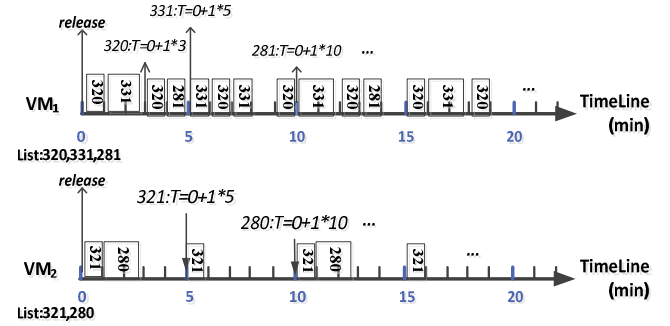 331:T=0+1*5
release
320:T=0+1*3
281:T=0+1*10 ...
320 331 320 281 331 320 331 320 331 320 281 320 331 320 ...
VM1 TimeLine
(min)
0 5 10 15 20
List:320,331,281
release
321:T=0+1*5
280:T=0+1*10 ...
321 280 321 321 280 321 ...
VM2 TimeLine
(min)
0 5 10 15 20
List:321,280